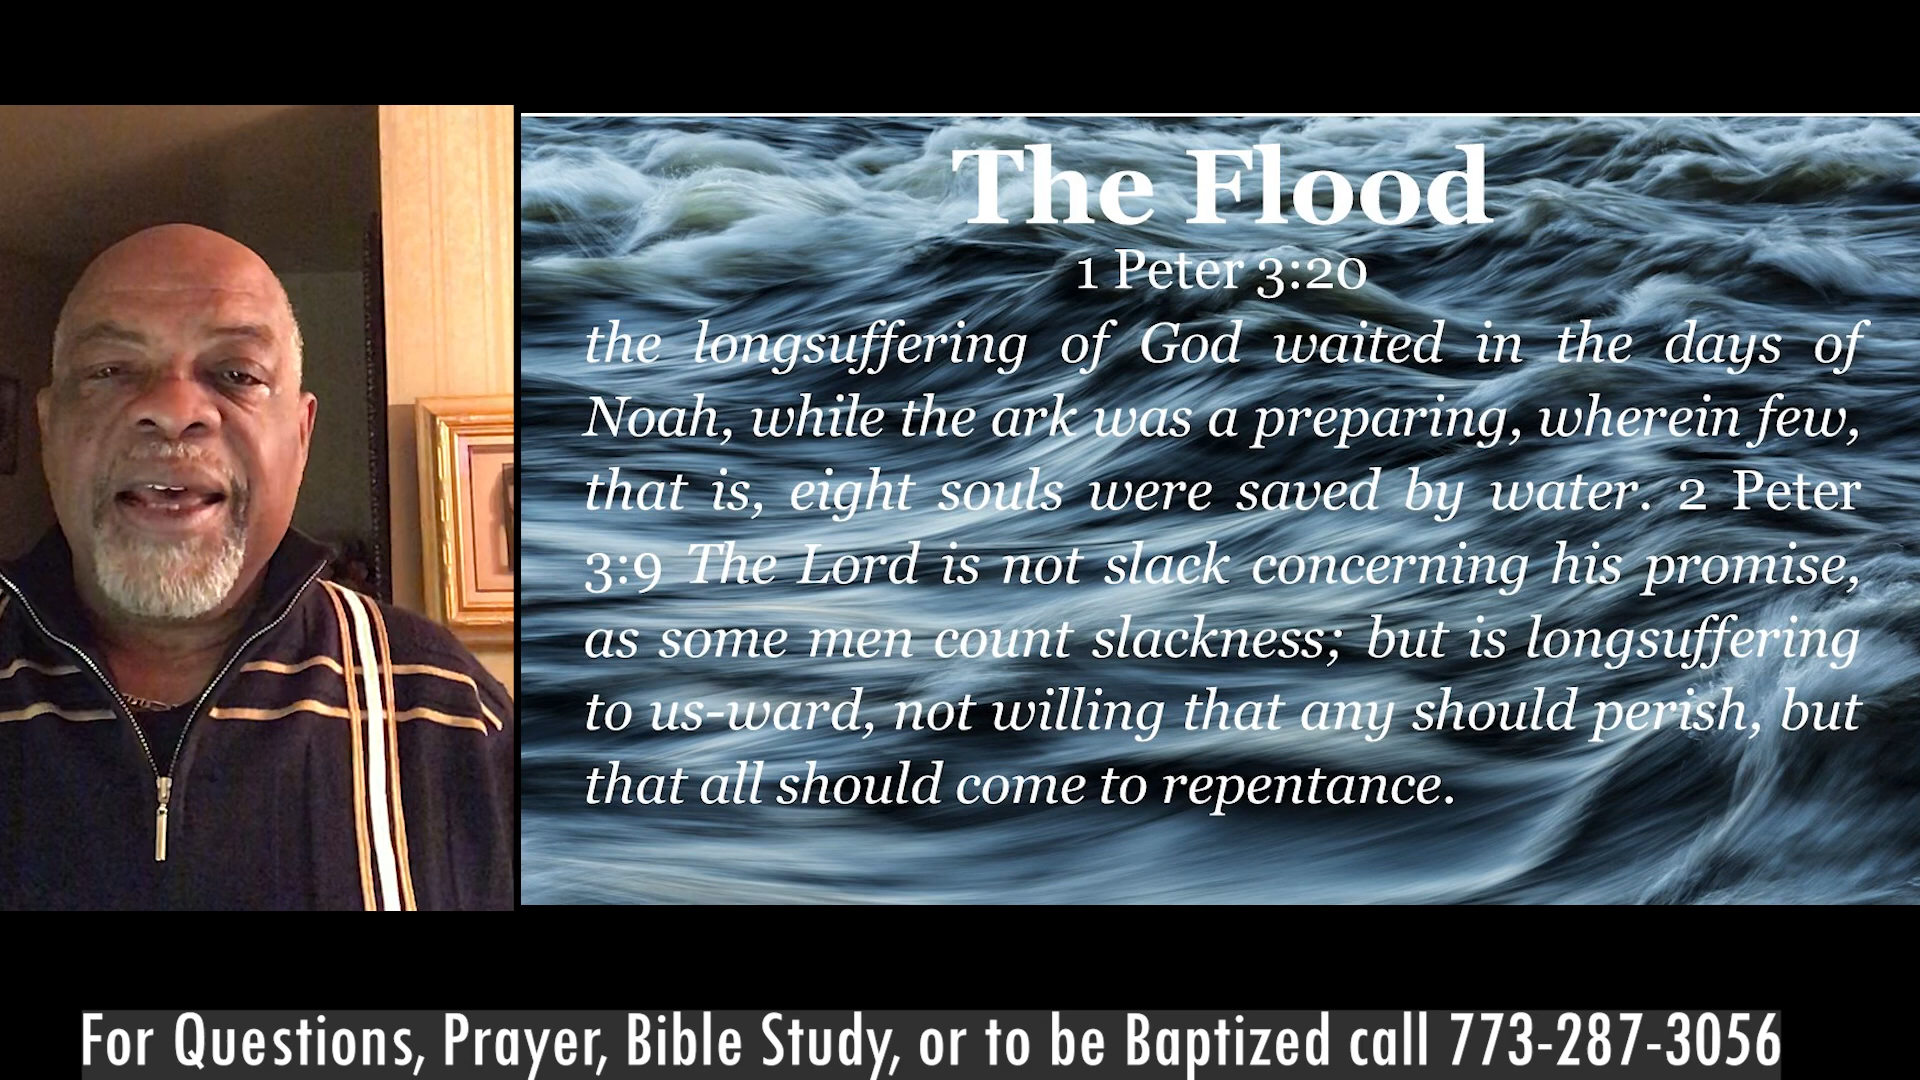 The Flood
1 Peter 3:20
the longsuffering of God waited in the days of
Noah, while the ark was a preparing, wherein few,
that is, eight souls were saved by water. 2 Peter
3:9 The Lord is not slack concerning his promise,
as some men count slackness; but is longsuffering
to us-ward, not willing that any should perish, but
that all should come to repentance.
For Questions, Prayer, Bible Study, or to be Baptized call 773-287-3056